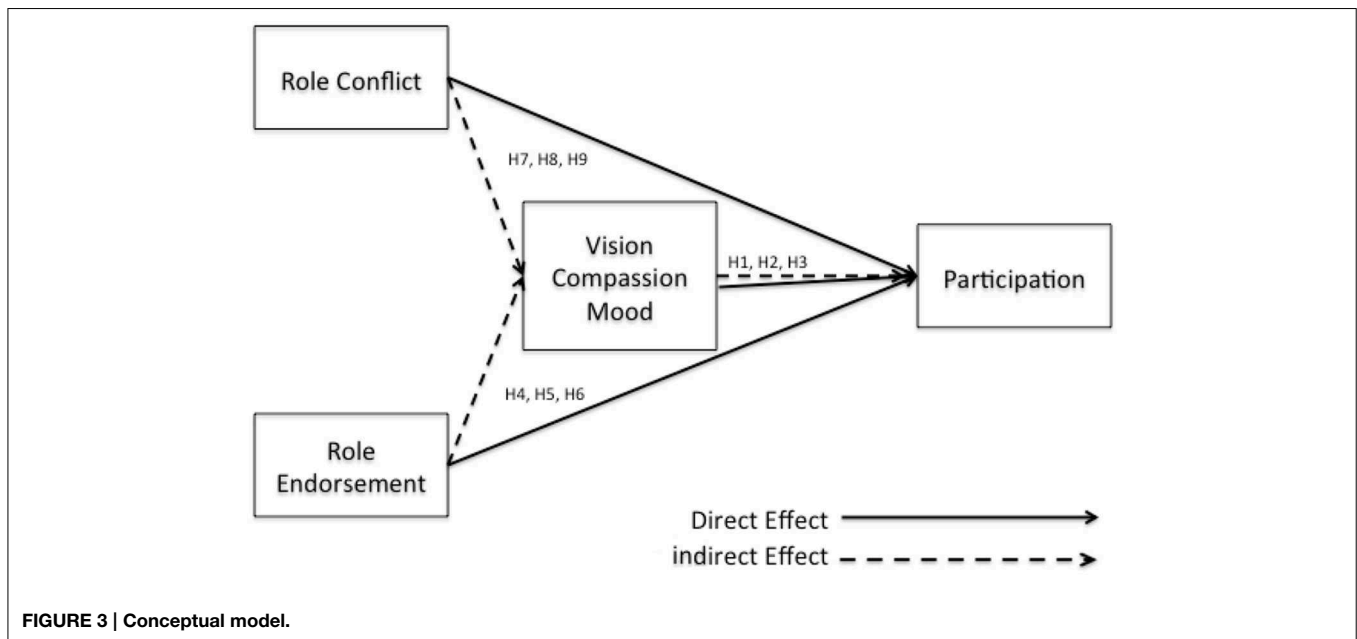 Role Conflict
H7, H8, H9
Vision
Compassion
Mood
H1, H2, H3
Participation
H4, H5, H6
Role
Endorsement
Direct Effect
indirect Effect
FIGURE 3 | Conceptual model.